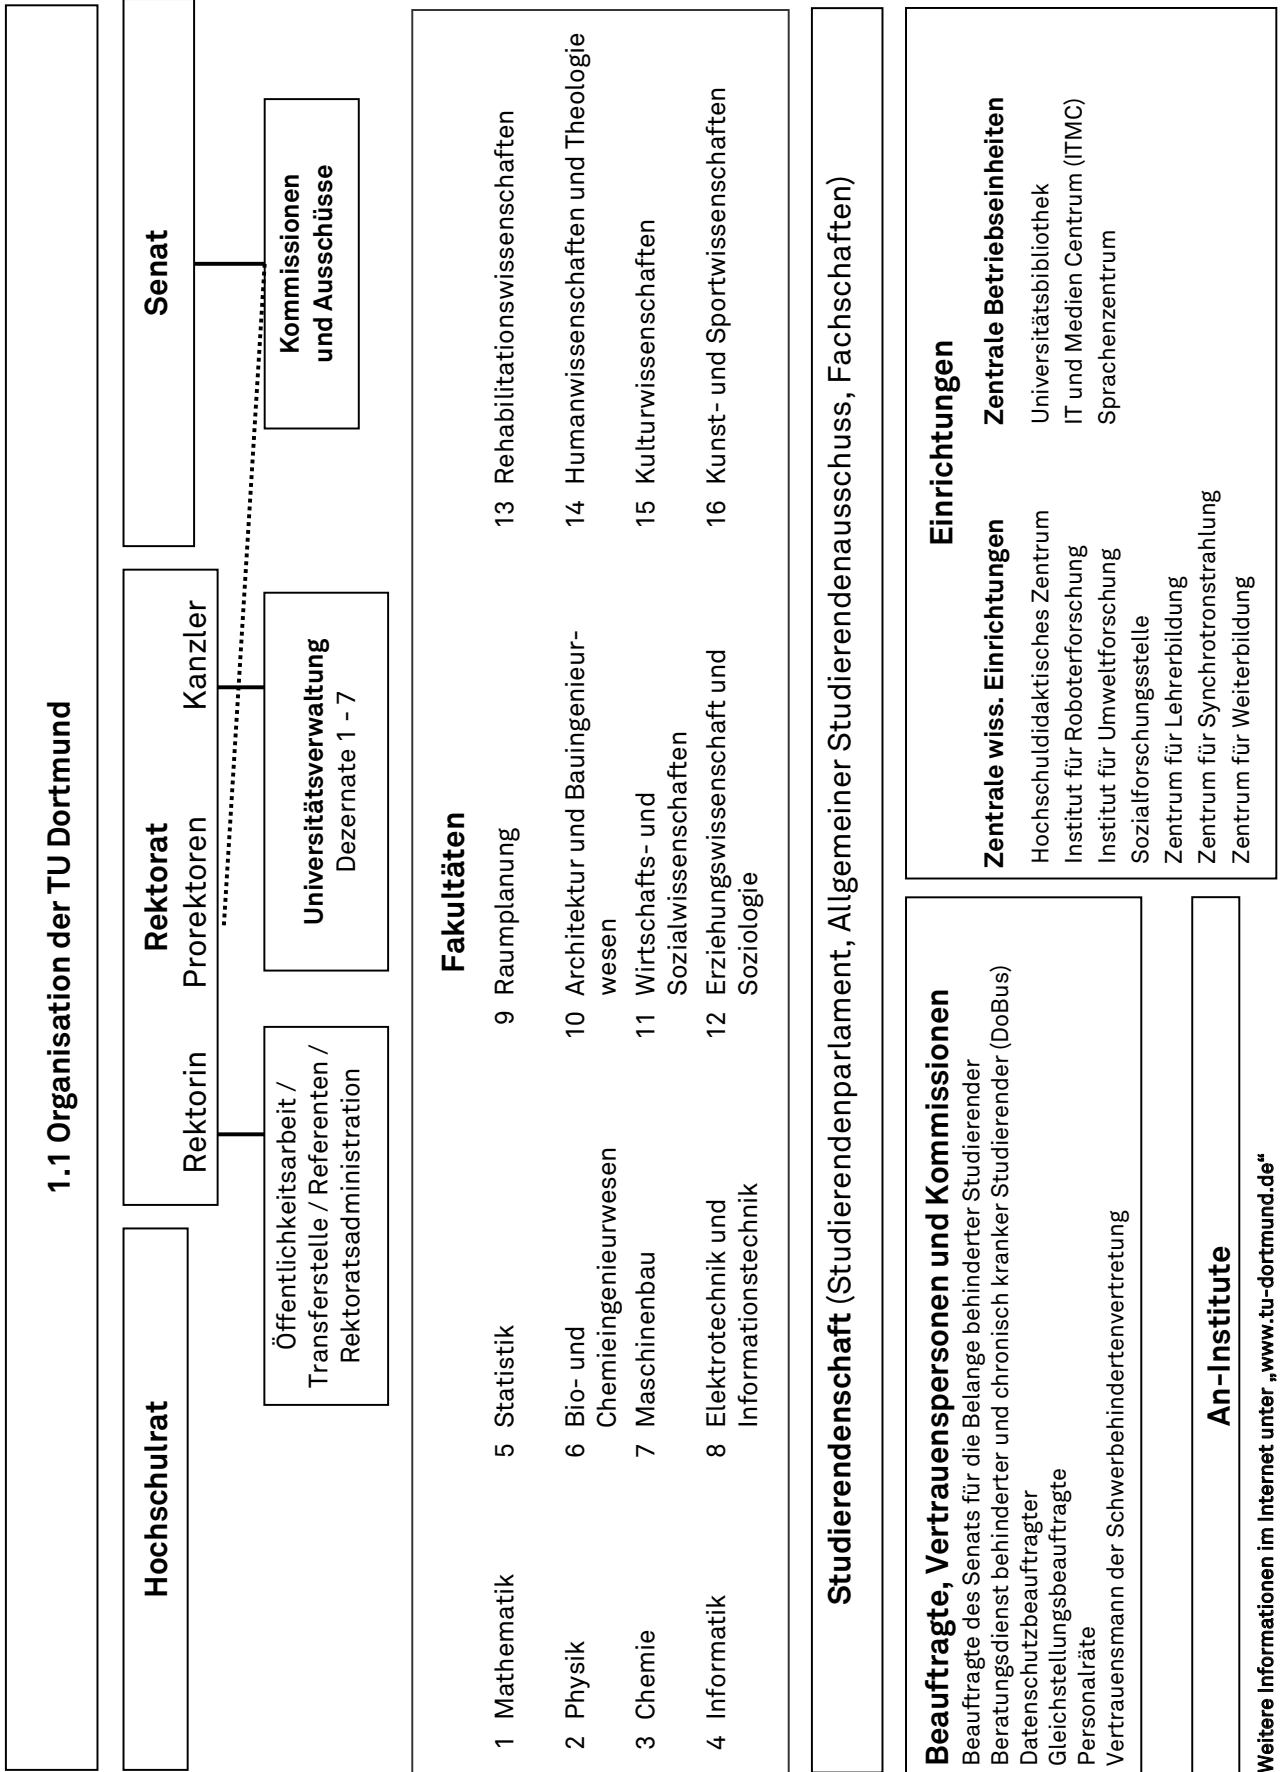 1.1 Organisation der TU Dortmund
Hochschulrat
Rektorat
Rektorin
Prorektoren
Kanzler
Senat
Öffentlichkeitsarbeit /
Transferstelle / Referenten /
Rektoratsadministration
Universitätsverwaltung
Dezernate 1 - 7
Kommissionen
und Ausschüsse
Fakultäten
1 Mathematik
2 Physik
3 Chemie
4 Informatik
5 Statistik
6 Bio- und
Chemieingenieurwesen
7 Maschinenbau
8 Elektrotechnik und
Informationstechnik
9 Raumplanung
10 Architektur und Bauingenieur-
wesen
11 Wirtschafts- und
Sozialwissenschaften
12 Erziehungswissenschaft und
Soziologie
13 Rehabilitationswissenschaften
14 Humanwissenschaften und Theologie
15 Kulturwissenschaften
16 Kunst- und Sportwissenschaften
Studierendenschaft (Studierendenparlament, Allgemeiner Studierendenausschuss, Fachschaften)
Beauftragte, Vertrauenspersonen und Kommissionen
Beauftragte des Senats für die Belange behinderter Studierender
Beratungsdienst behinderter und chronisch kranker Studierender (DoBus)
Datenschutzbeauftragter
Gleichstellungsbeauftragte
Personalräte
Vertrauensmann der Schwerbehindertenvertretung
Einrichtungen
Zentrale wiss. Einrichtungen
Hochschuldidaktisches Zentrum
Institut für Roboterforschung
Institut für Umweltforschung
Sozialforschungsstelle
Zentrum für Lehrerbildung
Zentrum für Synchrotronstrahlung
Zentrum für Weiterbildung
Zentrale Betriebseinheiten
Universitätsbibliothek
IT und Medien Centrum (ITMC)
Sprachenzentrum
An-Institute
Weitere Informationen im Internet unter „www.tu-dortmund.de“